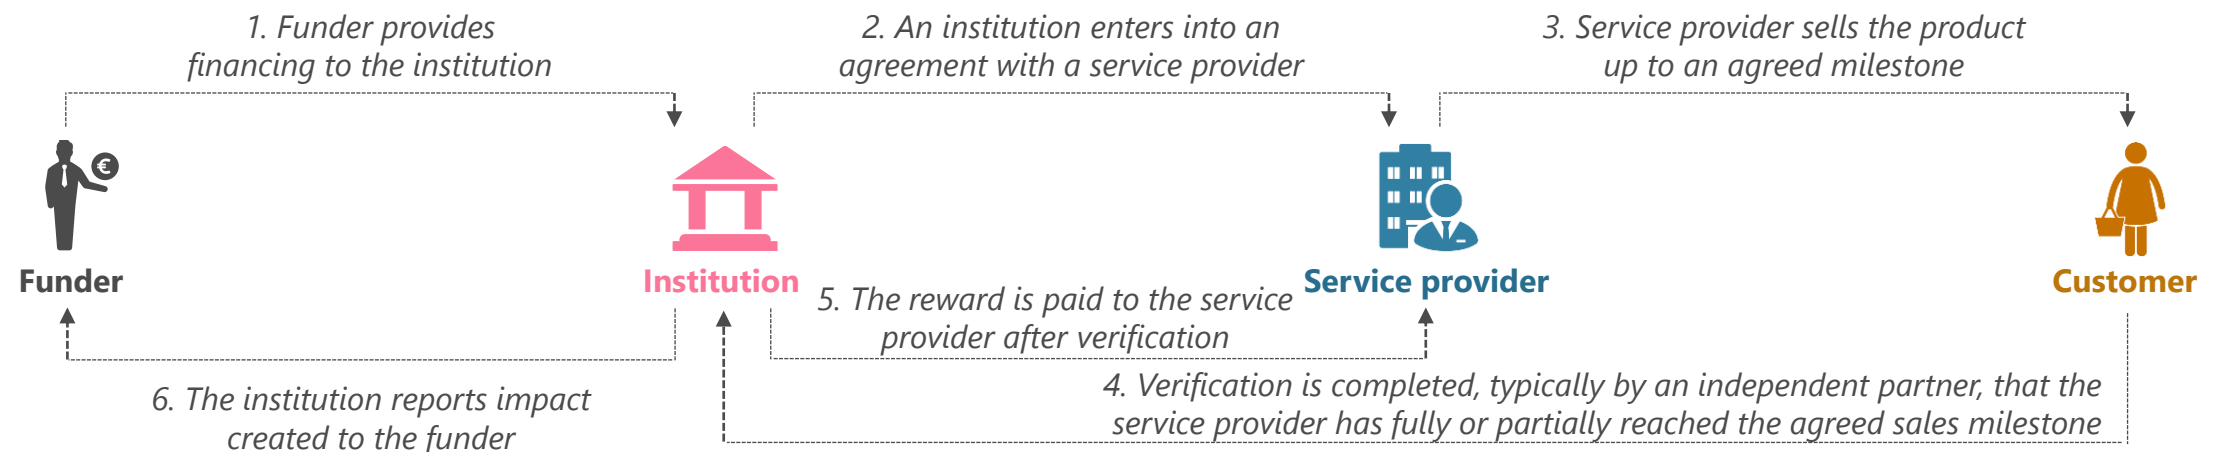 1. Funder provides
financing to the institution
2. An institution enters into an
agreement with a service provider
3. Service provider sells the product
up to an agreed milestone
€
Funder
Institution
Service provider
Customer
5. The reward is paid to the service
provider after verification
4. Verification is completed, typically by an independent partner, that the
service provider has fully or partially reached the agreed sales milestone
6. The institution reports impact
created to the funder